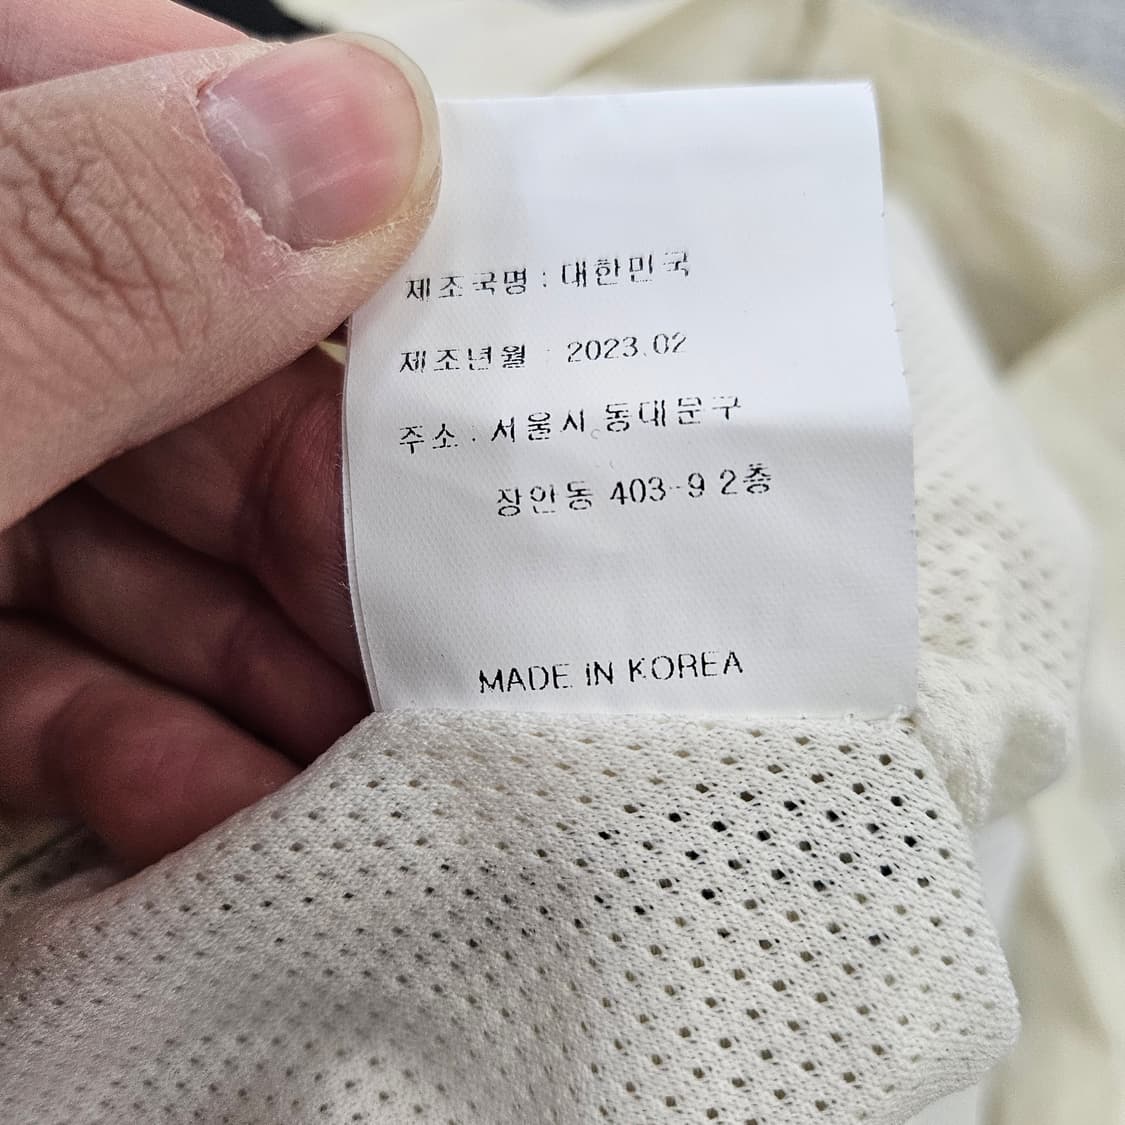 제조국명 : 대한민국
제조년월 : 2023.02
주소 : 서울시 동대문구
장안동 403-9 2층
MADE IN KOREA